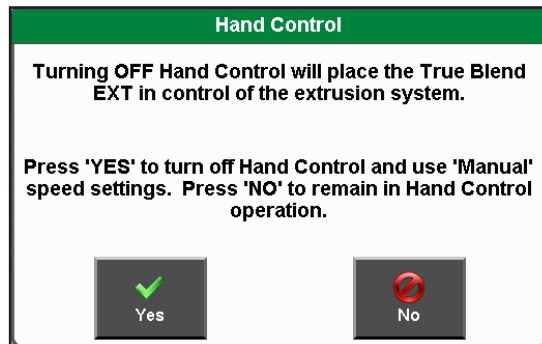 Hand Control
Turning OFF Hand Control will place the True Blend
EXT in control of the extrusion system.
Press 'YES' to turn off Hand Control and use 'Manual'
speed settings.  Press 'NO' to remain in Hand Control
operation.
Yes
No